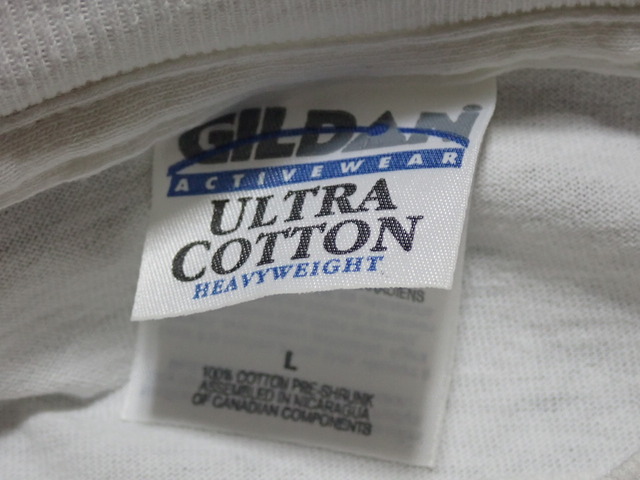 GILDAN
ACTIVEWEAR
ULTRA
COTTON
HEAVYWEIGHT
L
100% COTTON PRE-SHRUNK
ASSEMBLED IN NICARAGUA
OF CANADIAN COMPONENTS